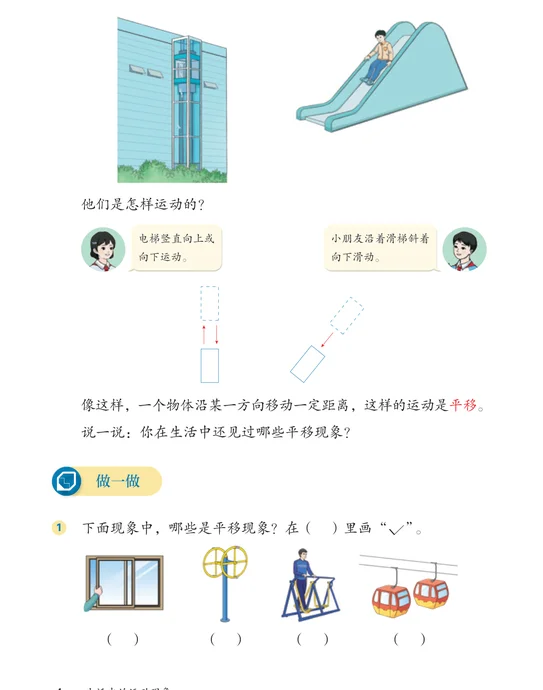 他们是怎样运动的？
电梯竖直向上或
向下运动。
小朋友沿着滑梯斜着
向下滑动。
像这样，一个物体沿某一方向移动一定距离，这样的运动是平移。
说一说：你在生活中还见过哪些平移现象？
做一做
1 下面现象中，哪些是平移现象？在（ ）里画“✓”。
（ ） （ ） （ ） （ ）